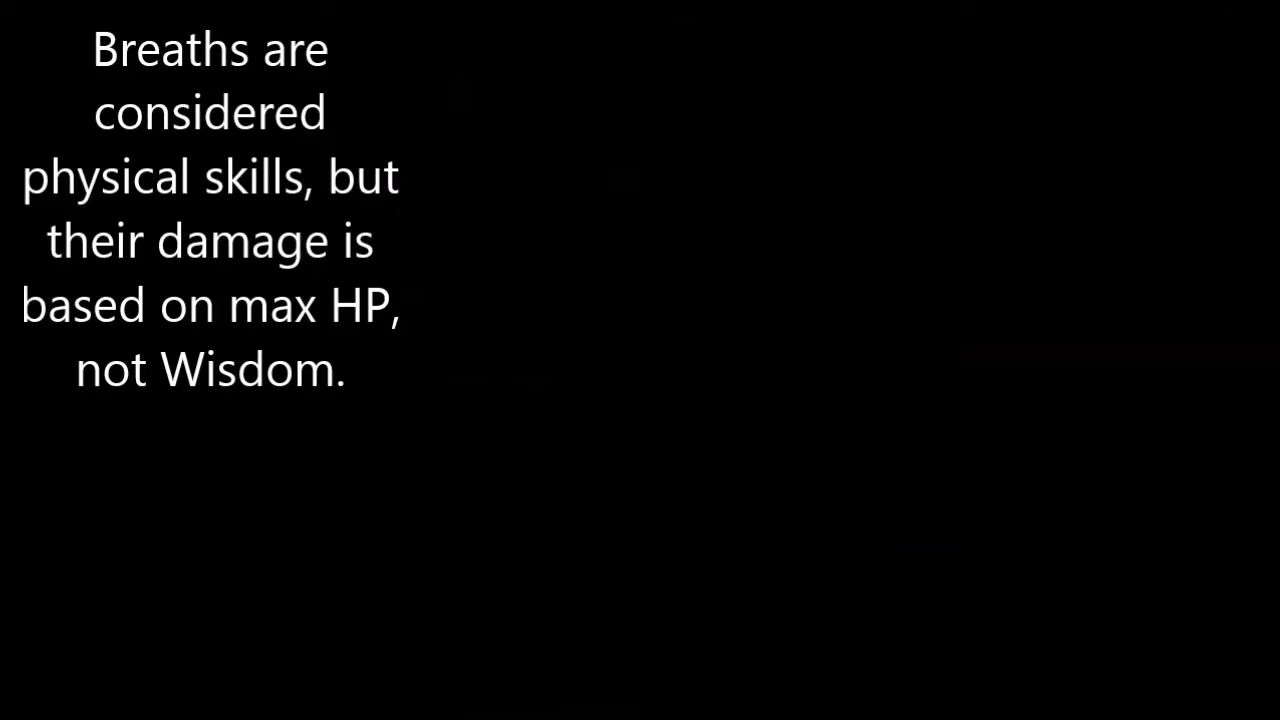 Breaths are
considered
physical skills, but
their damage is
based on max HP,
not Wisdom.